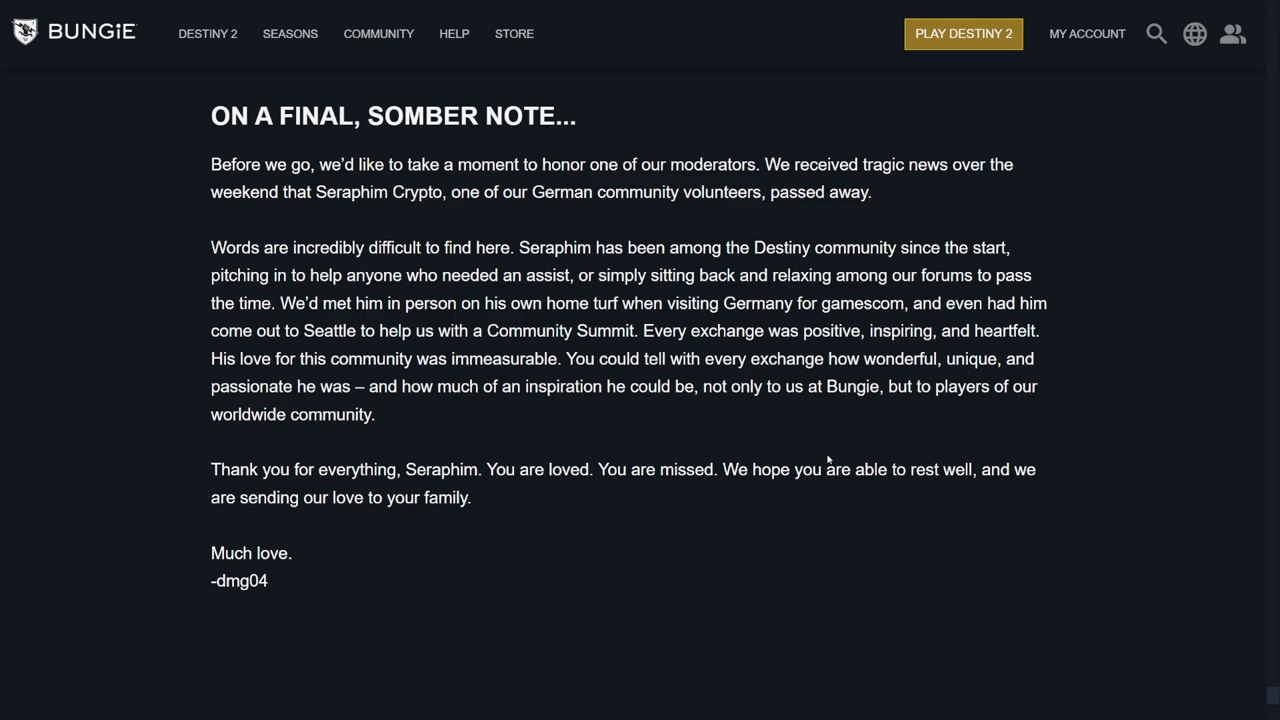 BUNGiE
DESTINY 2 SEASONS COMMUNITY HELP STORE PLAY DESTINY 2 MY ACCOUNT
ON A FINAL, SOMBER NOTE...
Before we go, we’d like to take a moment to honor one of our moderators. We received tragic news over the
weekend that Seraphim Crypto, one of our German community volunteers, passed away.
Words are incredibly difficult to find here. Seraphim has been among the Destiny community since the start,
pitching in to help anyone who needed an assist, or simply sitting back and relaxing among our forums to pass
the time. We’d met him in person on his own home turf when visiting Germany for gamescom, and even had him
come out to Seattle to help us with a Community Summit. Every exchange was positive, inspiring, and heartfelt.
His love for this community was immeasurable. You could tell with every exchange how wonderful, unique, and
passionate he was – and how much of an inspiration he could be, not only to us at Bungie, but to players of our
worldwide community.
Thank you for everything, Seraphim. You are loved. You are missed. We hope you are able to rest well, and we
are sending our love to your family.
Much love.
-dmg04